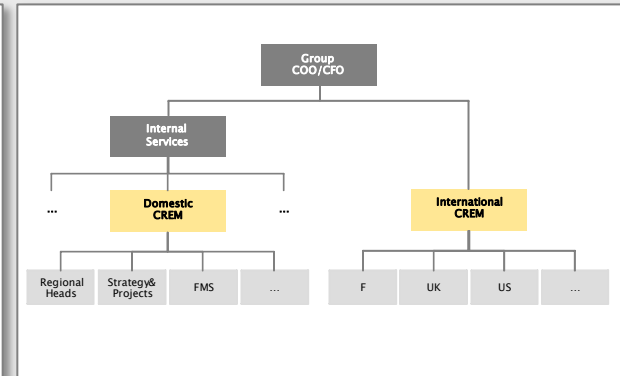 Group
COO/CFO
Internal
Services
...
Domestic
CREM
...
International
CREM
Regional
Heads
Strategy&
Projects
FMS
...
F
UK
US
...